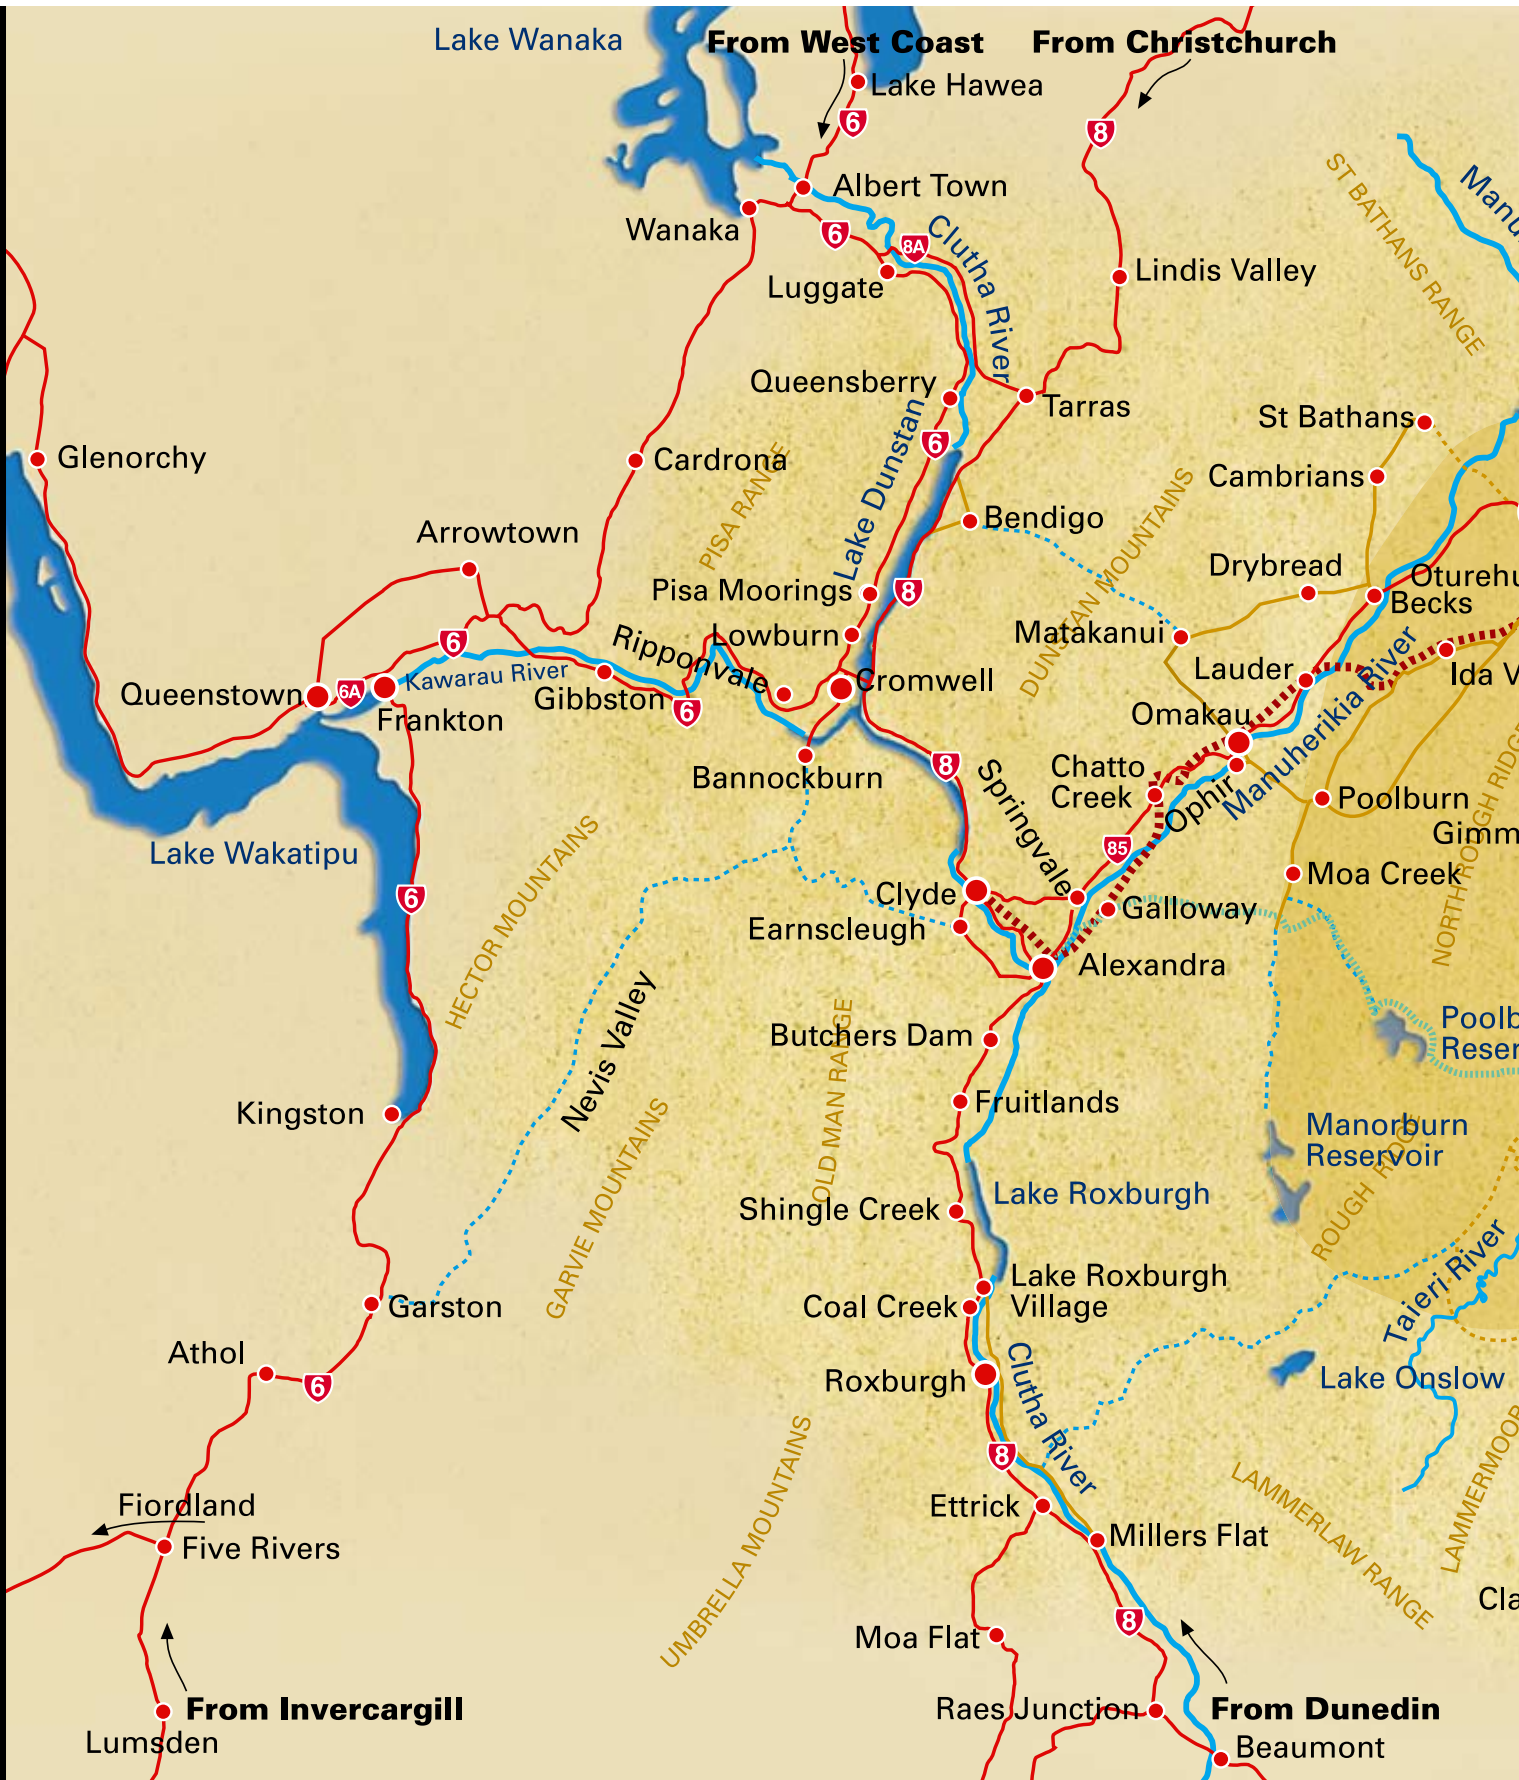 Lake Wanaka
From West Coast
From Christchurch
Lake Hawea
6
8
ST BATHANS RANGE
Albert Town
Wanaka
6
8A
Clutha River
Luggate
Lindis Valley
Queensberry
Tarras
St Bathans
Glenorchy
Cardrona
PISA RANGE
6
Lake Dunstan
Cambrians
Bendigo
DUNSTAN MOUNTAINS
Arrowtown
Drybread
Becks
Pisa Moorings
8
Matakanui
Lowburn
6
Ripponvale
Lauder
Queenstown
6A
Kawarau River
Gibbston
Cromwell
Frankton
6
Omakau
Manuherikia River
Bannockburn
8
Springvale
Chatto
Creek
Ophir
Poolburn
NORTH ROUGH RIDGE
Lake Wakatipu
HECTOR MOUNTAINS
85
Moa Creek
6
Clyde
Galloway
Earnscleugh
Alexandra
Nevis Valley
OLD MAN RANGE
Butchers Dam
Kingston
Fruitlands
Manorburn
Reservoir
ROUGH RIDGE
GARVIE MOUNTAINS
Shingle Creek
Lake Roxburgh
Garston
Lake Roxburgh
Village
Coal Creek
Taieri River
Athol
6
Roxburgh
Clutha River
Lake Onslow
UMBRELLA MOUNTAINS
8
LAMMERLAW RANGE
LAMMERMOOR
Fiordland
Ettrick
Five Rivers
Millers Flat
8
Moa Flat
From Invercargill
Raes Junction
From Dunedin
Lumsden
Beaumont